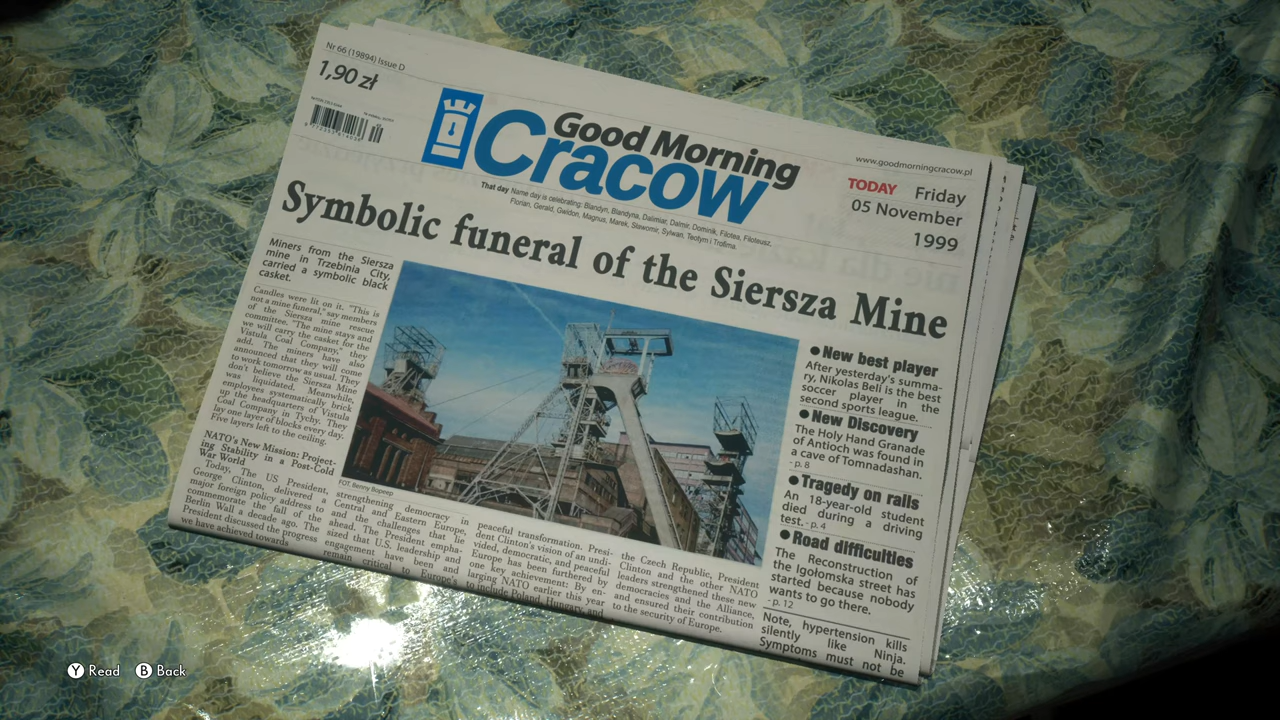 Nr 66 (19894) Issue D
1,90 zł
Good Morning
Cracow
www.goodmorningcracow.pl
TODAY Friday
05 November
1999
That day Name day is celebrating: Blandyn, Blandyna, Dalimiar, Dalmir, Dominik, Filotea, Filoteusz,
Florian, Gerald, Gwidon, Magnus, Marek, Sławomir, Sylwan, Teotym i Trofima.
Symbolic funeral of the Siersza Mine
Miners from the Siersza
mine in Trzebinia City,
carried a symbolic black
casket.
Candles were lit on it. "This is
not a mine funeral," say members
of the Siersza mine rescue
committee. "The mine stays and
we will carry the casket for the
Vistula Coal Company," they
add. The miners have also
announced that they will come
to work tomorrow as usual. They
don't believe the Siersza Mine
was liquidated. Meanwhile,
employees systematically brick
up the headquarters of Vistula
Coal Company in Tychy. They
lay one layer of blocks every day.
Five layers left to the ceiling.
NATO's New Mission: Project-
ing Stability in a Post-Cold
War World
Today, The US President,
George Clinton, delivered a
major foreign policy address to
commemorate the fall of the
Berlin Wall a decade ago. The
President discussed the progress
we have achieved towards
FOT. Benny Bopeep
strengthening democracy in
Central and Eastern Europe,
and the challenges that lie
ahead. The President empha-
sized that U.S. leadership and
engagement have been and
remain critical to Europe's
peaceful transformation. Presi-
dent Clinton's vision of an undi-
vided, democratic, and peaceful
Europe has been furthered by
one key achievement: By en-
larging NATO earlier this year
to include Poland, Hungary, and
the Czech Republic, President
Clinton and the other NATO
leaders strengthened these new
democracies and the Alliance,
and ensured their contribution
to the security of Europe.
●New best player
After yesterday's summa-
ry, Nikolas Beli is the best
soccer player in the
second sports league.
●New Discovery
The Holy Hand Granade
of Antioch was found in
a cave of Tomnadashan.
- p. 8
●Tragedy on rails
An 18-year-old student
died during a driving
test. - p. 4
●Road difficulties
The Reconstruction of
the Igołomska street has
started because nobody
wants to go there.
- p. 12
Note, hypertension kills
silently like Ninja.
Symptoms must not be
Y Read B Back